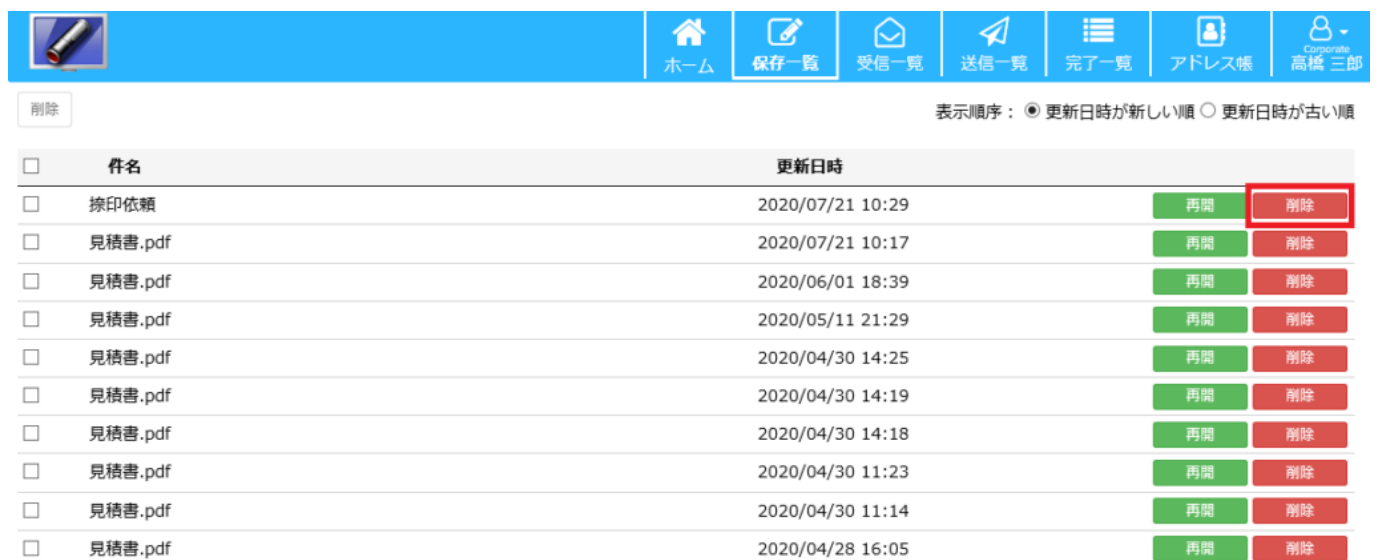 ホーム 保存一覧 受信一覧 送信一覧 完了一覧 アドレス帳 Corporate 高橋 三郎
削除 表示順序： 更新日時が新しい順 更新日時が古い順
件名 更新日時
捺印依頼 2020/07/21 10:29 再開 削除
見積書.pdf 2020/07/21 10:17 再開 削除
見積書.pdf 2020/06/01 18:39 再開 削除
見積書.pdf 2020/05/11 21:29 再開 削除
見積書.pdf 2020/04/30 14:25 再開 削除
見積書.pdf 2020/04/30 14:19 再開 削除
見積書.pdf 2020/04/30 14:18 再開 削除
見積書.pdf 2020/04/30 11:23 再開 削除
見積書.pdf 2020/04/30 11:14 再開 削除
見積書.pdf 2020/04/28 16:05 再開 削除